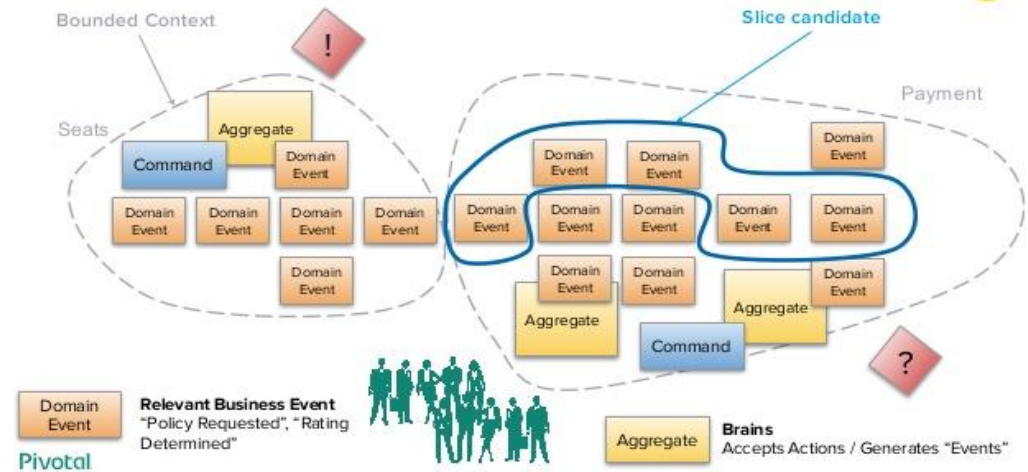 Bounded Context
Slice candidate
!
Payment
Seats
Aggregate
Command
Domain
Event
Domain
Event
Domain
Event
Domain
Event
Domain
Event
Domain
Event
Domain
Event
Domain
Event
Domain
Event
Domain
Event
Domain
Event
Domain
Event
Domain
Event
Domain
Event
Domain
Event
Domain
Event
Domain
Event
Domain
Event
Aggregate
Aggregate
Command
?
Domain
Event
Relevant Business Event
“Policy Requested”, “Rating
Determined”
Pivotal
Aggregate
Brains
Accepts Actions / Generates “Events”